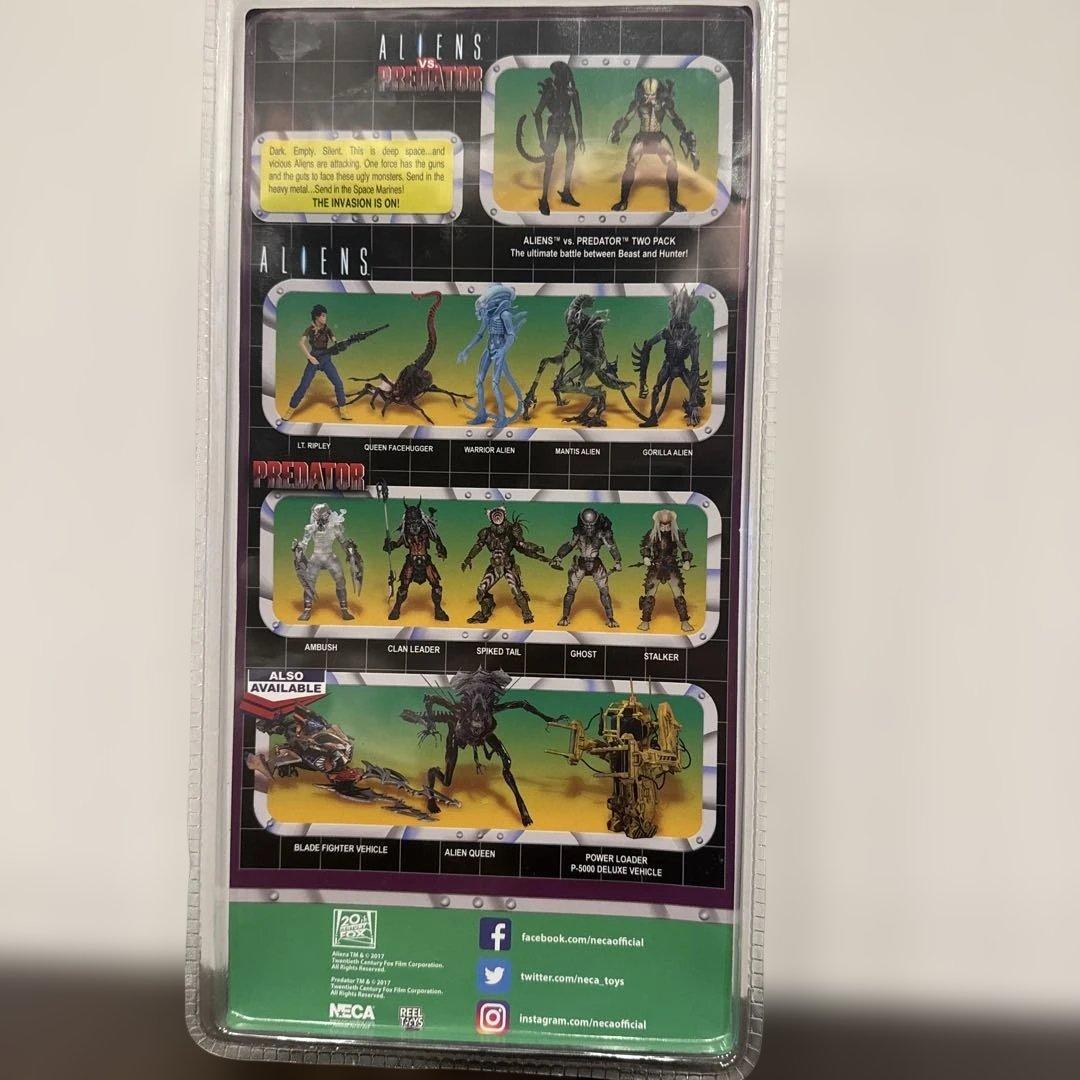 ALIENS
VS.
PREDATOR
Dark. Empty. Silent. This is deep space...and
vicious Aliens are attacking. One force has the guns
and the guts to face these ugly monsters. Send in the
heavy metal...Send in the Space Marines!
THE INVASION IS ON!
ALIENS™ vs. PREDATOR™ TWO PACK
The ultimate battle between Beast and Hunter!
ALIENS
LT. RIPLEY QUEEN FACEHUGGER WARRIOR ALIEN MANTIS ALIEN GORILLA ALIEN
PREDATOR
AMBUSH CLAN LEADER SPIKED TAIL GHOST STALKER
ALSO
AVAILABLE
BLADE FIGHTER VEHICLE ALIEN QUEEN POWER LOADER
P-5000 DELUXE VEHICLE
20th
CENTURY
FOX
Aliens TM & © 2017
Twentieth Century Fox Film Corporation.
All Rights Reserved.
Predator TM & © 2017
Twentieth Century Fox Film Corporation.
All Rights Reserved.
NECA REEL
TOYS
facebook.com/necaofficial
twitter.com/neca_toys
instagram.com/necaofficial